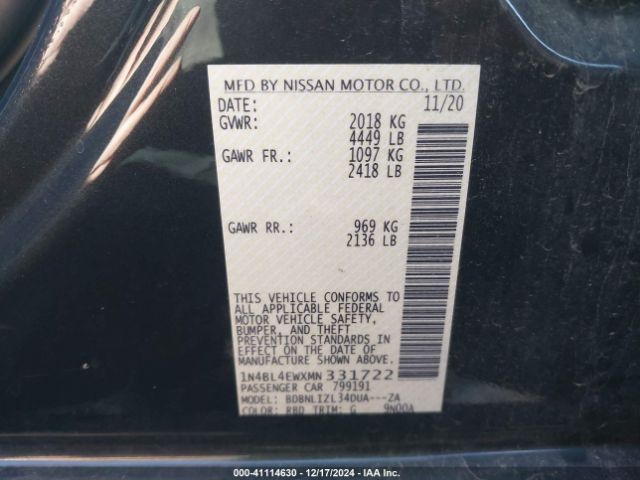 MFD BY NISSAN MOTOR CO., LTD.
DATE: 11/20
GVWR: 2018 KG
4449 LB
GAWR FR.: 1097 KG
2418 LB
GAWR RR.: 969 KG
2136 LB
THIS VEHICLE CONFORMS TO
ALL APPLICABLE FEDERAL
MOTOR VEHICLE SAFETY,
BUMPER, AND THEFT
PREVENTION STANDARDS
IN EFFECT ON THE DATE OF
MANUFACTURE SHOWN ABOVE.
1N4BL4EWXMN331722
PASSENGER CAR 799191
MODEL: BDBNLIZL34DUA---ZA
COLOR: RBD TRIM: G 9N00A
000-41114630 - 12/17/2024 - IAA Inc.